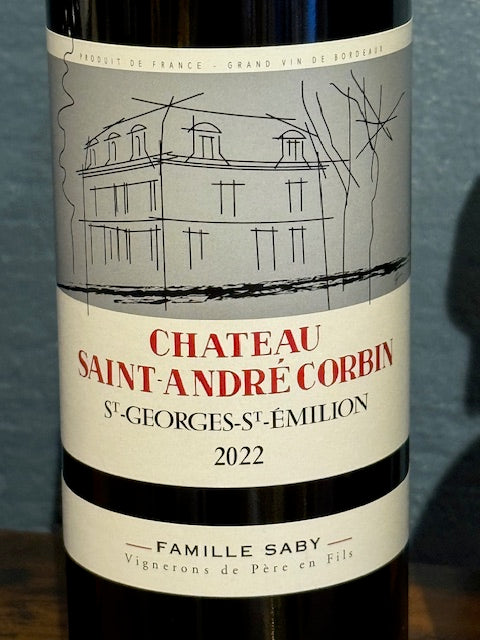 PRODUIT DE FRANCE - GRAND VIN DE BORDEAUX
CHATEAU
SAINT-ANDRÉ CORBIN
Sᵀ-GEORGES-Sᵀ-ÉMILION
2022
FAMILLE SABY
Vignerons de Père en Fils